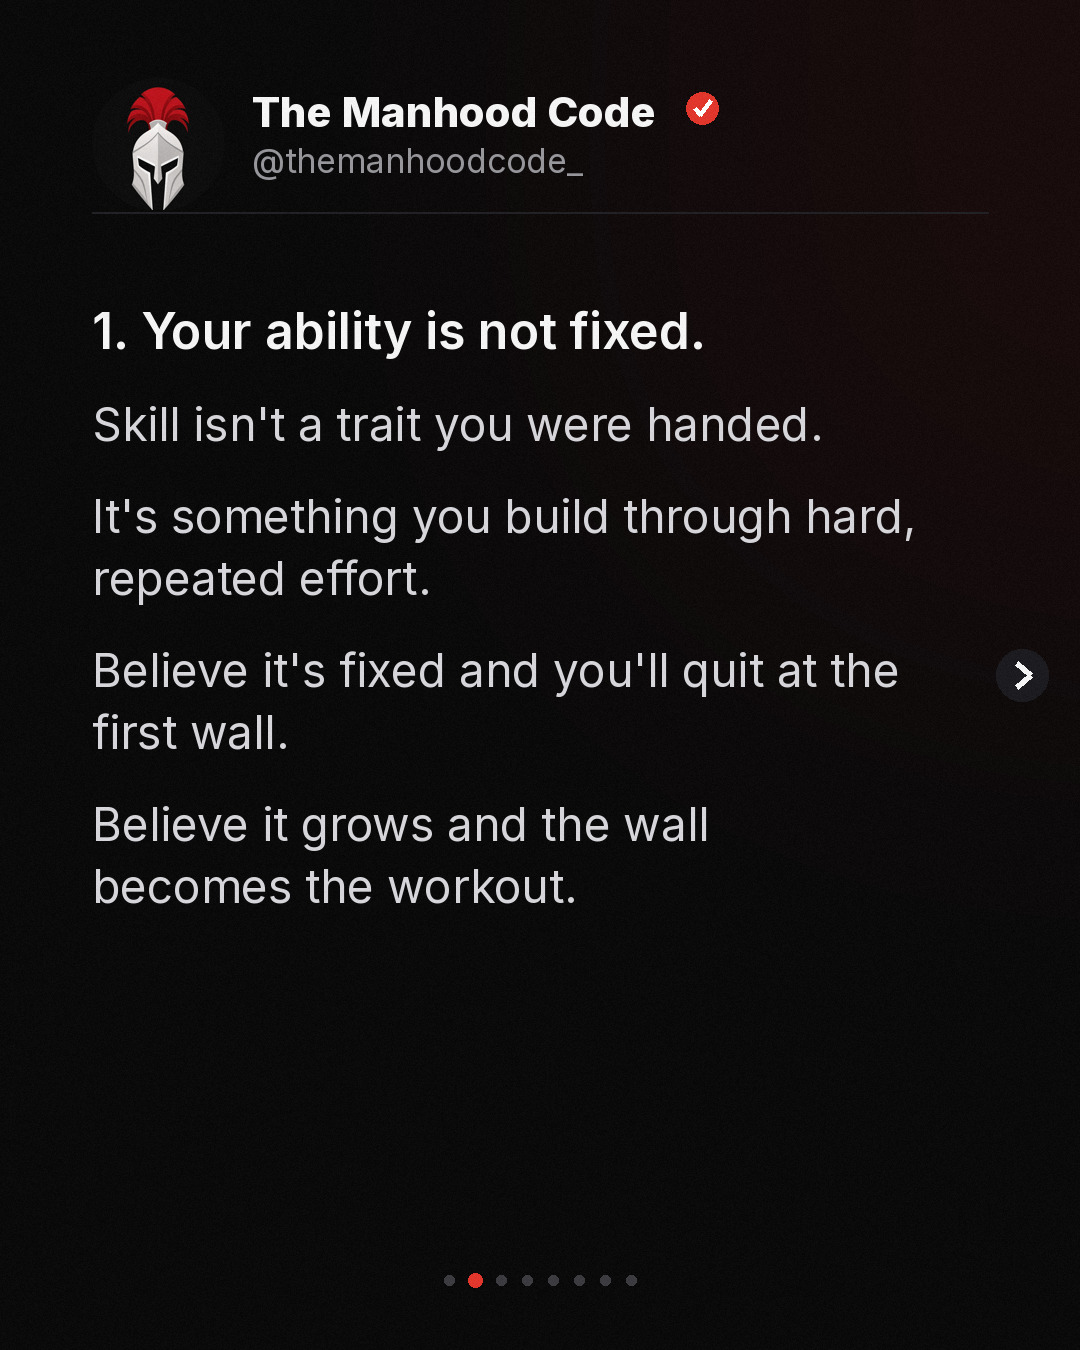 The Manhood Code
@themanhoodcode_
1. Your ability is not fixed.
Skill isn't a trait you were handed.
It's something you build through hard,
repeated effort.
Believe it's fixed and you'll quit at the
first wall.
Believe it grows and the wall
becomes the workout.